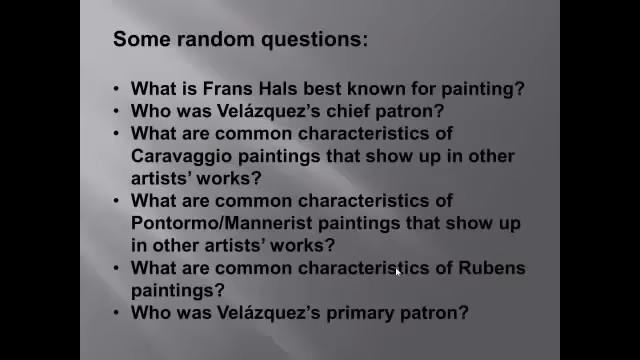 Some random questions:
• What is Frans Hals best known for painting?
• Who was Velázquez's chief patron?
• What are common characteristics of
Caravaggio paintings that show up in other
artists' works?
• What are common characteristics of
Pontormo/Mannerist paintings that show up
in other artists' works?
• What are common characteristics of Rubens
paintings?
• Who was Velázquez's primary patron?